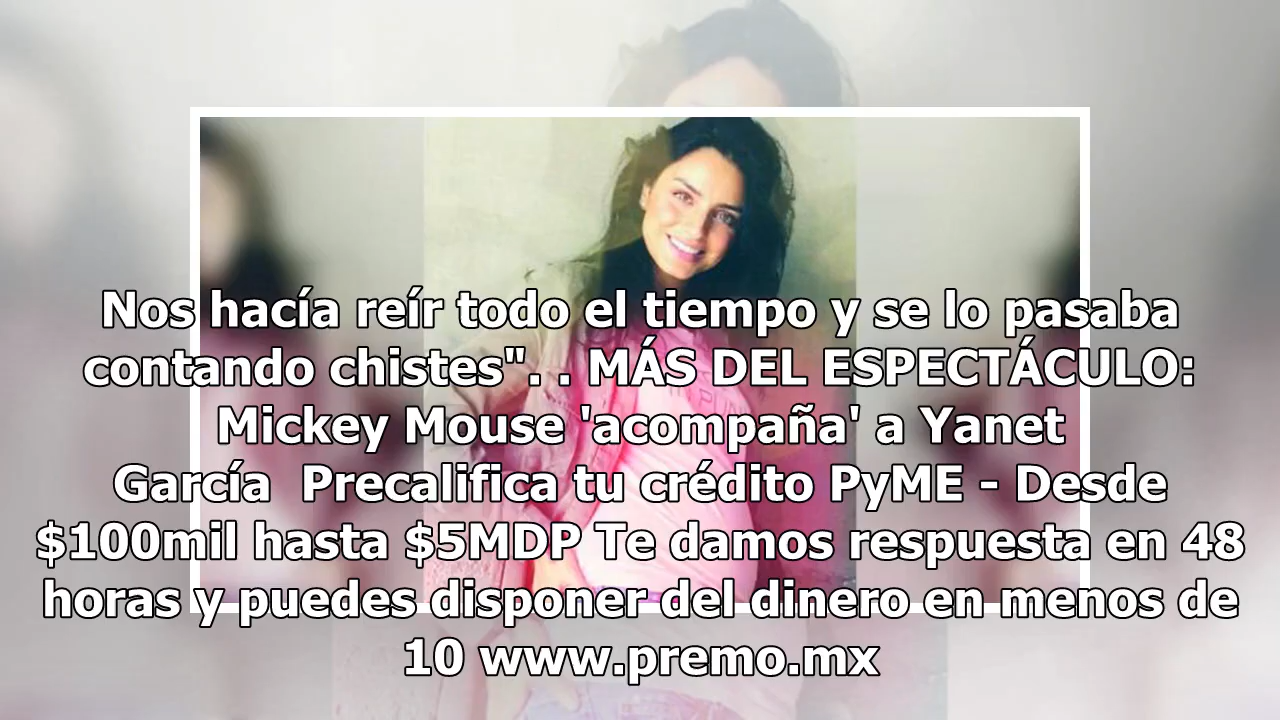 Nos hacía reír todo el tiempo y se lo pasaba
contando chistes". . MÁS DEL ESPECTÁCULO:
Mickey Mouse 'acompaña' a Yanet
García  Precalifica tu crédito PyME - Desde
$100mil hasta $5MDP Te damos respuesta en 48
horas y puedes disponer del dinero en menos de
10 www.premo.mx